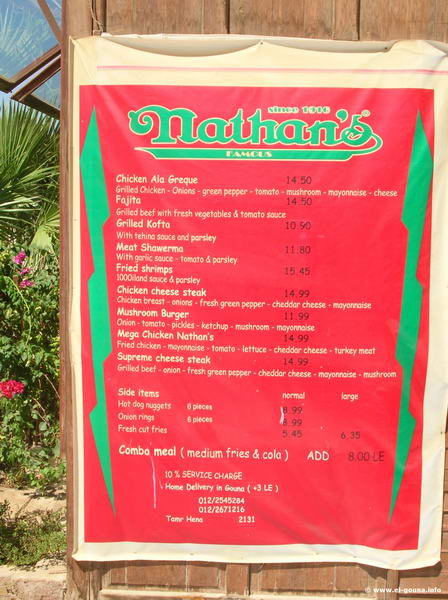 since 1916
Nathan's®
FAMOUS
Chicken Ala Greque 14.50
Grilled Chicken - Onions - green pepper - tomato - mushroom - mayonnaise - cheese
Fajita 14.50
Grilled beef with fresh vegetables & tomato sauce
Grilled Kofta 10.90
With tehina sauce and parsley
Meat Shawerma 11.80
With garlic sauce - tomato & parsley
Fried shrimps 15.45
1000iland sauce & parsley
Chicken cheese steak 14.99
Chicken breast - onions - fresh green pepper - cheddar cheese - mayonnaise
Mushroom Burger 11.99
Onion - tomato - pickles - ketchup - mushroom - mayonnaise
Mega Chicken Nathan's 14.99
Fried chicken - mayonnaise - tomato - lettuce - cheddar cheese - turkey meat
Supreme cheese steak 14.99
Grilled beef - onion - fresh green pepper - cheddar cheese - mayonnaise - mushroom
Side items normal large
Hot dog nuggets 6 pieces 8.99
Onion rings 6 pieces 8.99
Fresh cut fries 5.45 6.35
Combo meal ( medium fries & cola ) ADD 8.00 LE
10 % SERVICE CHARGE
Home Delivery in Gouna ( +3 LE )
012/2545284
012/2671216
Tamr Hena 2131
© www.el-gouna.info